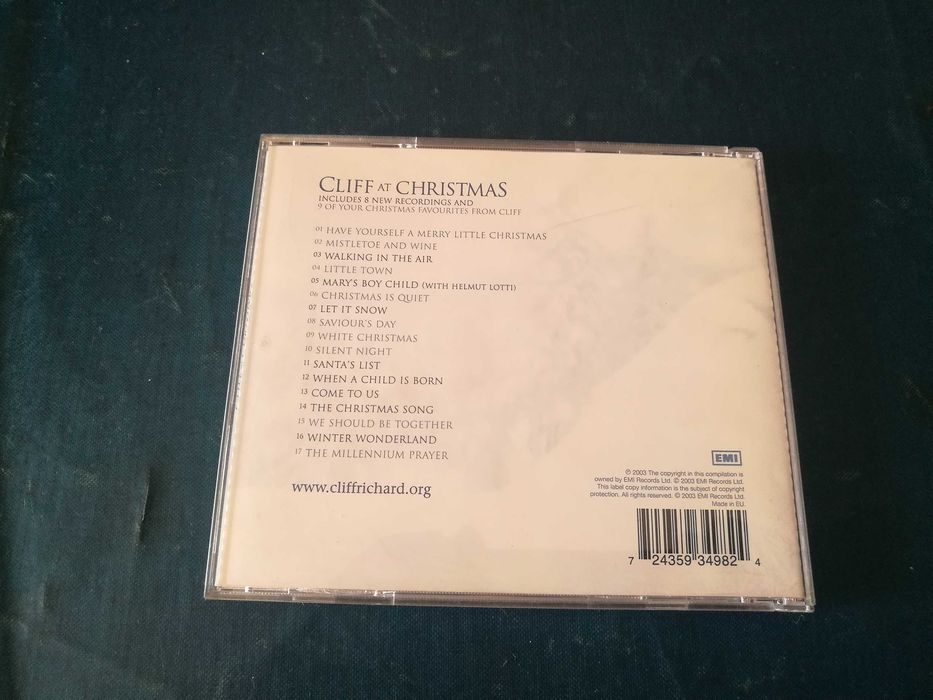 CLIFF AT CHRISTMAS
INCLUDES 8 NEW RECORDINGS AND
9 OF YOUR CHRISTMAS FAVOURITES FROM CLIFF
01 HAVE YOURSELF A MERRY LITTLE CHRISTMAS
02 MISTLETOE AND WINE
03 WALKING IN THE AIR
04 LITTLE TOWN
05 MARY'S BOY CHILD (WITH HELMUT LOTTI)
06 CHRISTMAS IS QUIET
07 LET IT SNOW
08 SAVIOUR'S DAY
09 WHITE CHRISTMAS
10 SILENT NIGHT
11 SANTA'S LIST
12 WHEN A CHILD IS BORN
13 COME TO US
14 THE CHRISTMAS SONG
15 WE SHOULD BE TOGETHER
16 WINTER WONDERLAND
17 THE MILLENNIUM PRAYER
www.cliffrichard.org
EMI
℗ 2003 The copyright in this compilation is
owned by EMI Records Ltd. © 2003 EMI Records Ltd.
This label copy information is the subject of copyright
protection. All rights reserved. © 2003 EMI Records Ltd.
Made in EU.
7 24359 34982 4